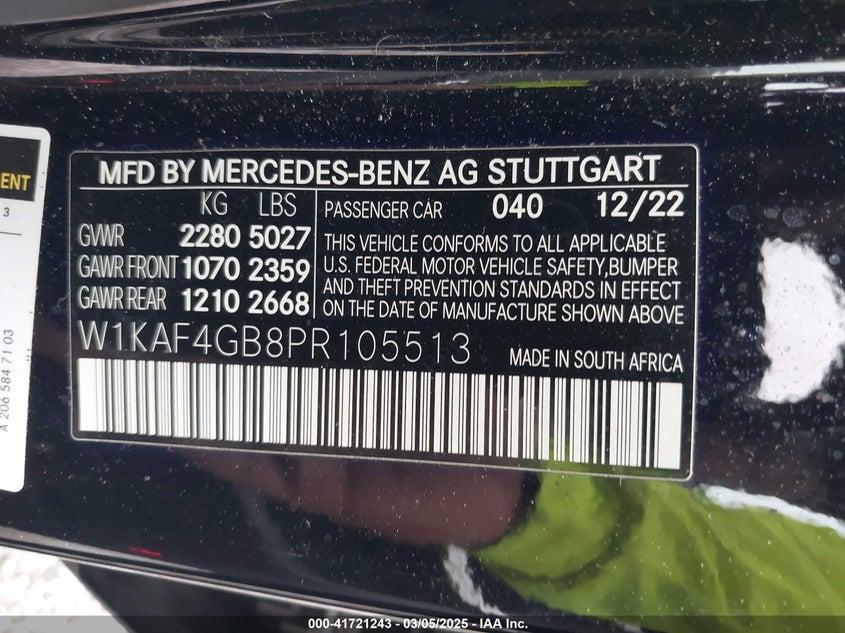 MENT
3
A 206 584 71 03
MFD BY MERCEDES-BENZ AG STUTTGART
KG LBS
GVWR 2280 5027
GAWR FRONT 1070 2359
GAWR REAR 1210 2668
PASSENGER CAR 040 12/22
THIS VEHICLE CONFORMS TO ALL APPLICABLE
U.S. FEDERAL MOTOR VEHICLE SAFETY,BUMPER
AND THEFT PREVENTION STANDARDS IN EFFECT
ON THE DATE OF MANUFACTURE SHOWN ABOVE
W1KAF4GB8PR105513
MADE IN SOUTH AFRICA
000-41721243 - 03/05/2025 - IAA Inc.